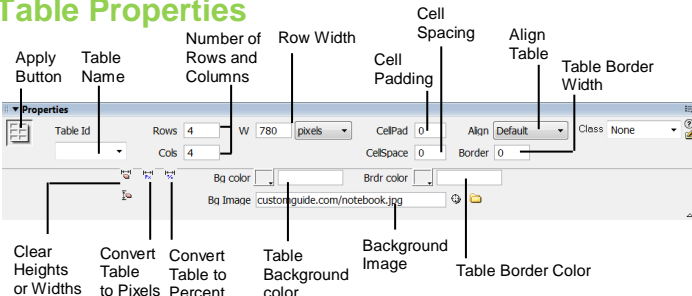 Table Properties
Apply Button
Table Name
Number of Rows and Columns
Row Width
Cell Padding
Cell Spacing
Align Table
Table Border Width
Properties
Table Id
Rows 4
W 780 pixels
CellPad 0
Align Default
Class None
Cols 4
CellSpace 0
Border 0
Bg color
Brdr color
Bg Image customguide.com/notebook.jpg
Clear Heights or Widths
Convert Table to Pixels
Convert Table to Percent
Table Background color
Background Image
Table Border Color